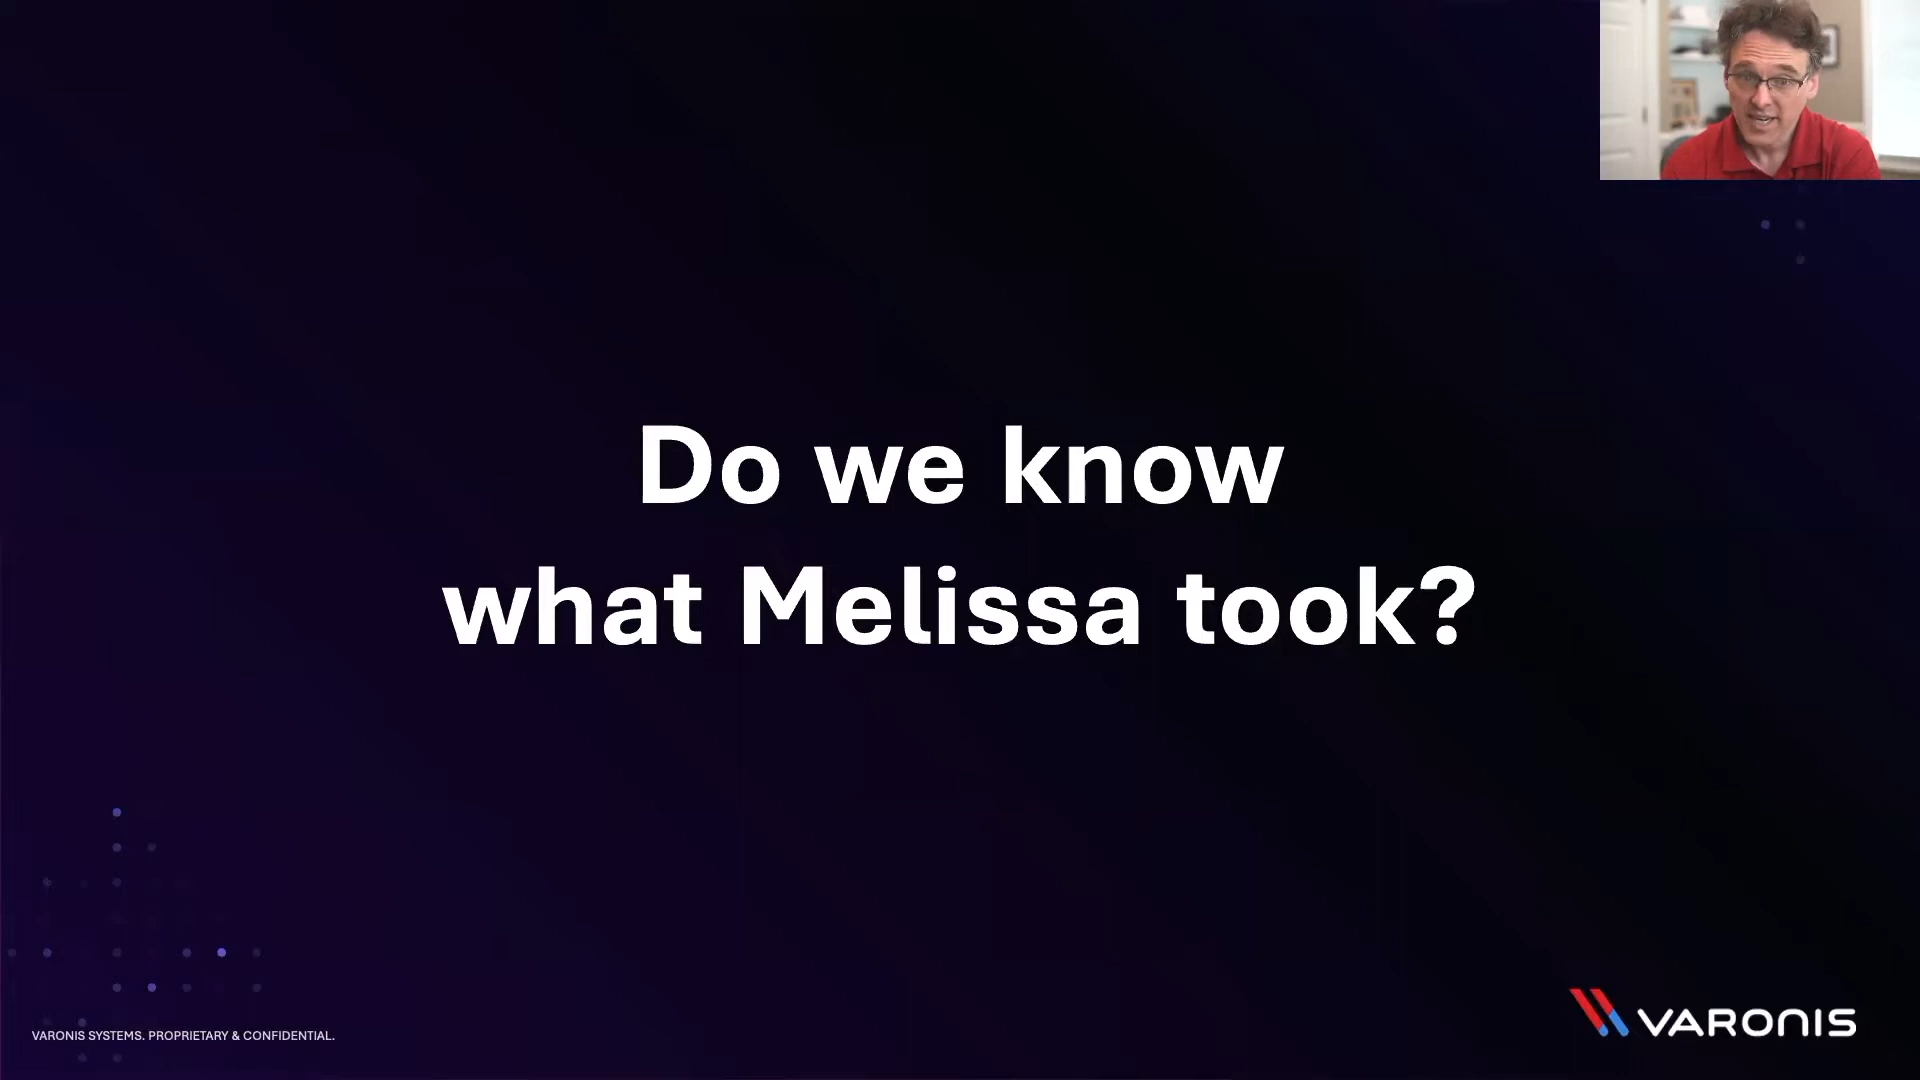 Do we know
what Melissa took?
VARONIS SYSTEMS. PROPRIETARY & CONFIDENTIAL.
VARONIS